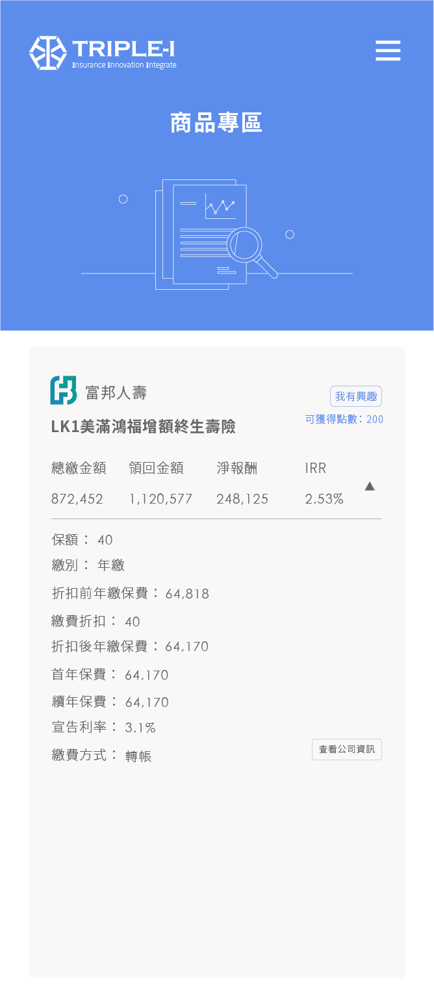 TRIPLE-I
Insurance Innovation Integrate
商品專區
富邦人壽
我有興趣
可獲得點數：200
LK1美滿鴻福增額終生壽險
總繳金額 領回金額 淨報酬 IRR
▲
872,452 1,120,577 248,125 2.53%
保額： 40
繳別： 年繳
折扣前年繳保費： 64,818
繳費折扣： 40
折扣後年繳保費： 64,170
首年保費： 64,170
續年保費： 64,170
宣告利率： 3.1%
繳費方式： 轉帳
查看公司資訊